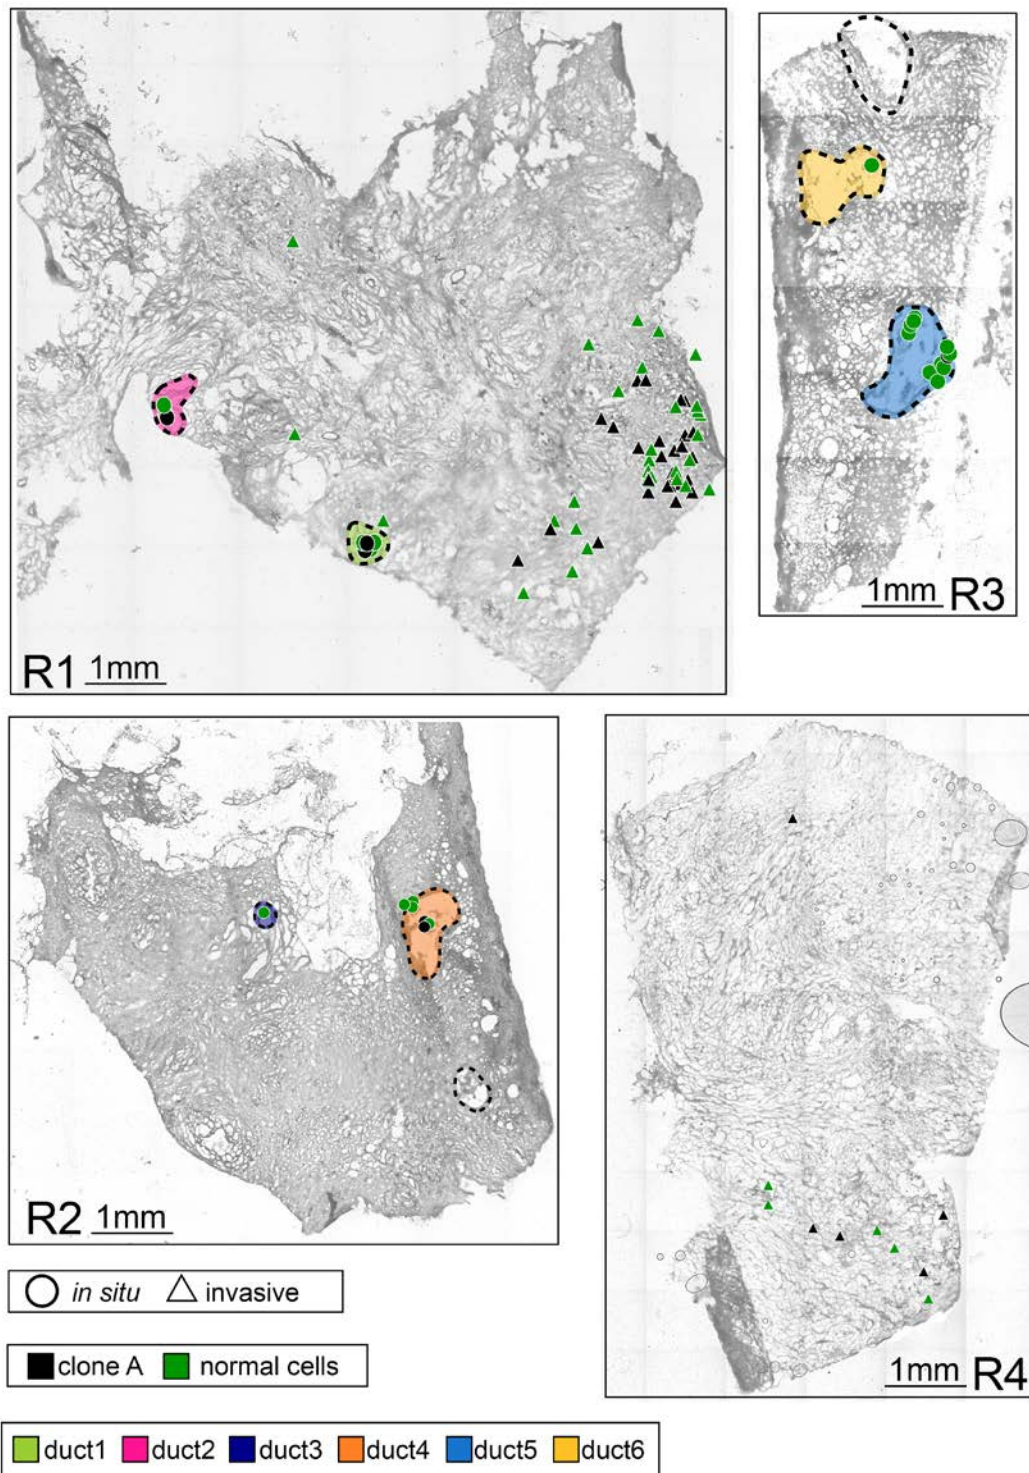 R1 1mm
1mm R3
R2 1mm
1mm R4
in situ invasive
clone A normal cells
duct1 duct2 duct3 duct4 duct5 duct6